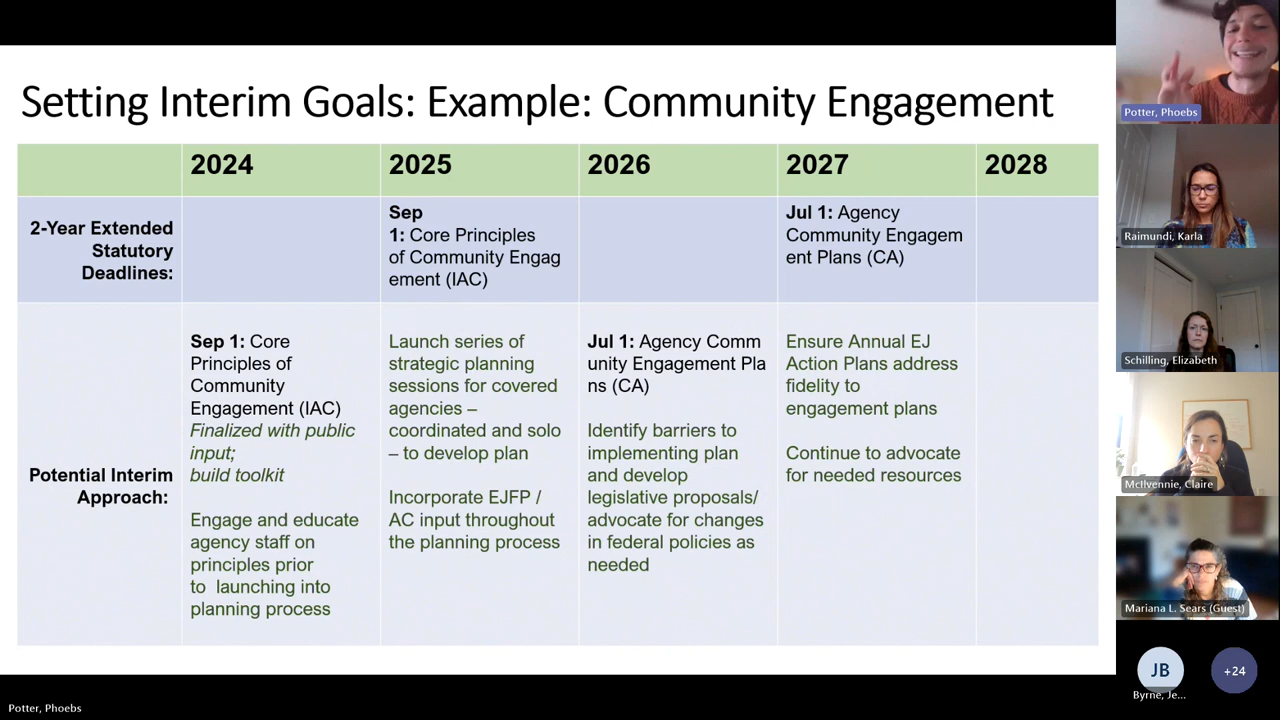 Setting Interim Goals: Example: Community Engagement
2024
2025
2026
2027
2028
2-Year Extended
Statutory
Deadlines:
Sep
1: Core Principles
of Community Engag
ement (IAC)
Jul 1: Agency
Community Engagem
ent Plans (CA)
Potential Interim
Approach:
Sep 1: Core
Principles of
Community
Engagement (IAC)
Finalized with public
input;
build toolkit
Engage and educate
agency staff on
principles prior
to launching into
planning process
Launch series of
strategic planning
sessions for covered
agencies –
coordinated and solo
– to develop plan
Incorporate EJFP /
AC input throughout
the planning process
Jul 1: Agency Comm
unity Engagement Pla
ns (CA)
Identify barriers to
implementing plan
and develop
legislative proposals/
advocate for changes
in federal policies as
needed
Ensure Annual EJ
Action Plans address
fidelity to
engagement plans
Continue to advocate
for needed resources
Potter, Phoebs
Raimundi, Karla
Schilling, Elizabeth
McIlvennie, Claire
Mariana L. Sears (Guest)
JB
+24
Byrne, Je...
Potter, Phoebs